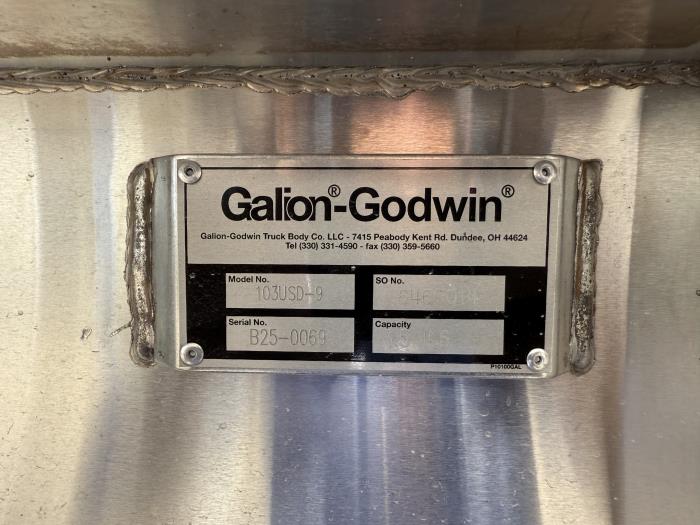 Galion®-Godwin®
Galion-Godwin Truck Body Co. LLC - 7415 Peabody Kent Rd. Dundee, OH 44624
Tel (330) 331-4590 - fax (330) 359-5660
Model No.
103USD-9
SO No.
Serial No.
B25-0069
Capacity
P10100GAL